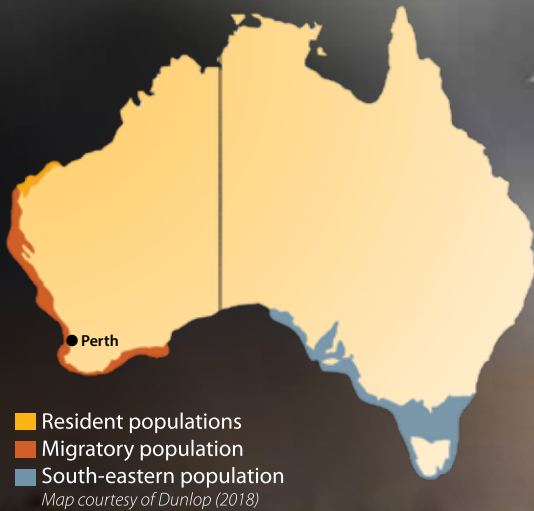 Perth
Resident populations
Migratory population
South-eastern population
Map courtesy of Dunlop (2018)